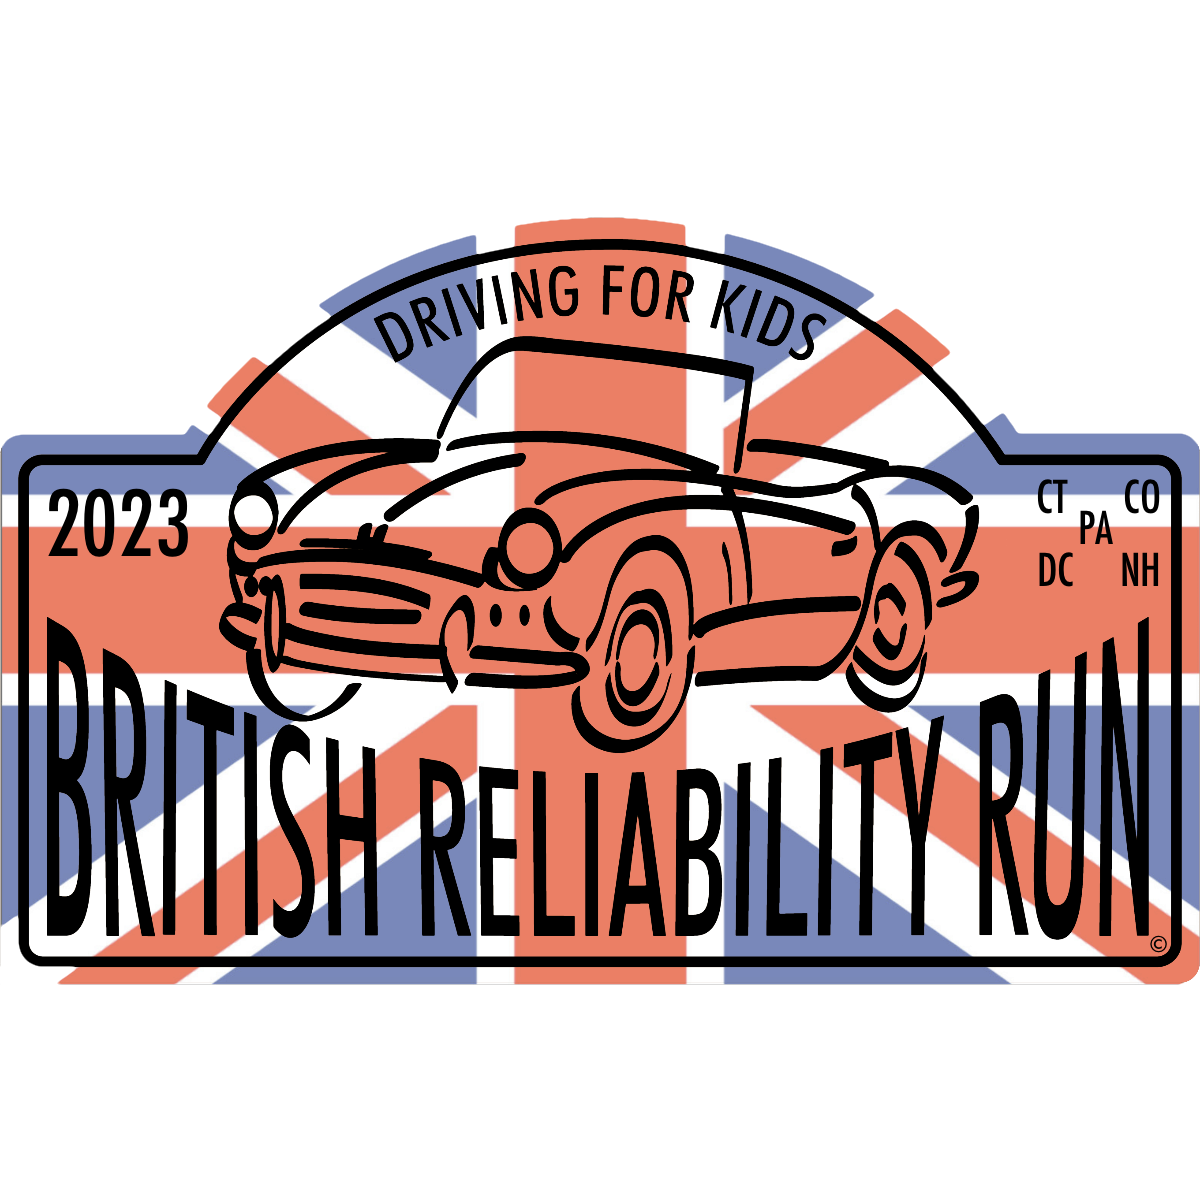 DRIVING FOR KIDS
2023
CT CO
PA
DC NH
BRITISH RELIABILITY RUN
©